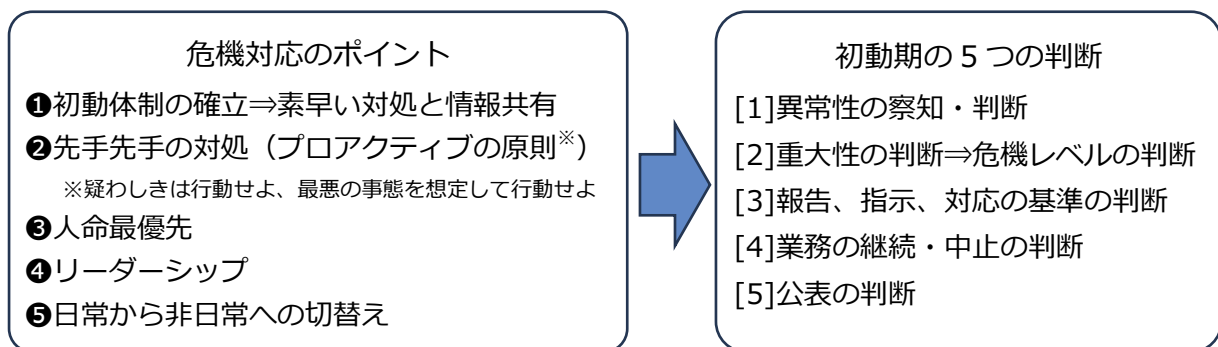 危機対応のポイント
❶初動体制の確立⇒素早い対処と情報共有
❷先手先手の対処（プロアクティブの原則※）
※疑わしきは行動せよ、最悪の事態を想定して行動せよ
❸人命最優先
❹リーダーシップ
❺日常から非日常への切替え
初動期の 5 つの判断
[1]異常性の察知・判断
[2]重大性の判断⇒危機レベルの判断
[3]報告、指示、対応の基準の判断
[4]業務の継続・中止の判断
[5]公表の判断